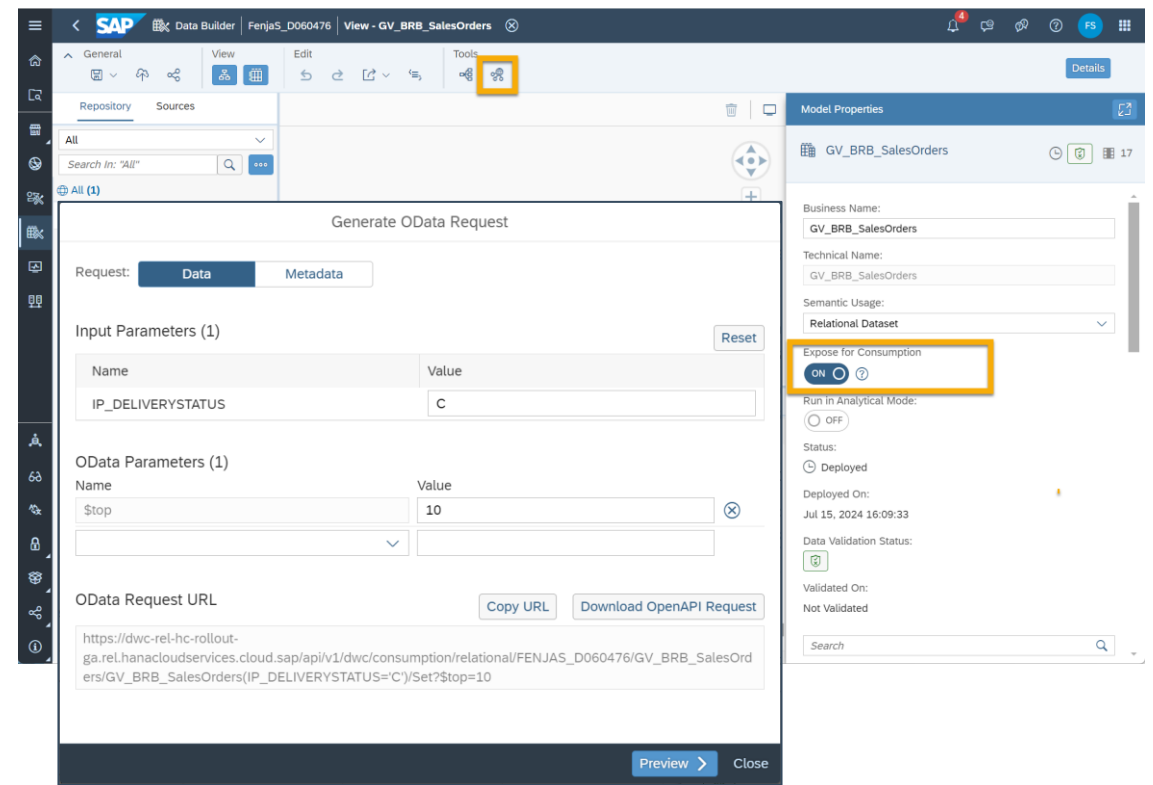 SAP Data Builder FenjaS_D060476 View - GV_BRB_SalesOrders 4 FS
General View Edit Tools
Details
Repository Sources
All
Search In: "All"
All (1)
Generate OData Request
Request: Data Metadata
Input Parameters (1)
Reset
Name Value
IP_DELIVERYSTATUS C
OData Parameters (1)
Name Value
$top 10
OData Request URL
Copy URL Download OpenAPI Request
https://dwc-rel-hc-rollout-
ga.rel.hanacloudservices.cloud.sap/api/v1/dwc/consumption/relational/FENJAS_D060476/GV_BRB_SalesOrd
ers/GV_BRB_SalesOrders(IP_DELIVERYSTATUS='C')/Set?$top=10
Preview Close
Model Properties
GV_BRB_SalesOrders 17
Business Name:
GV_BRB_SalesOrders
Technical Name:
GV_BRB_SalesOrders
Semantic Usage:
Relational Dataset
Expose for Consumption
ON
Run in Analytical Mode:
OFF
Status:
Deployed
Deployed On:
Jul 15, 2024 16:09:33
Data Validation Status:
Validated On:
Not Validated
Search